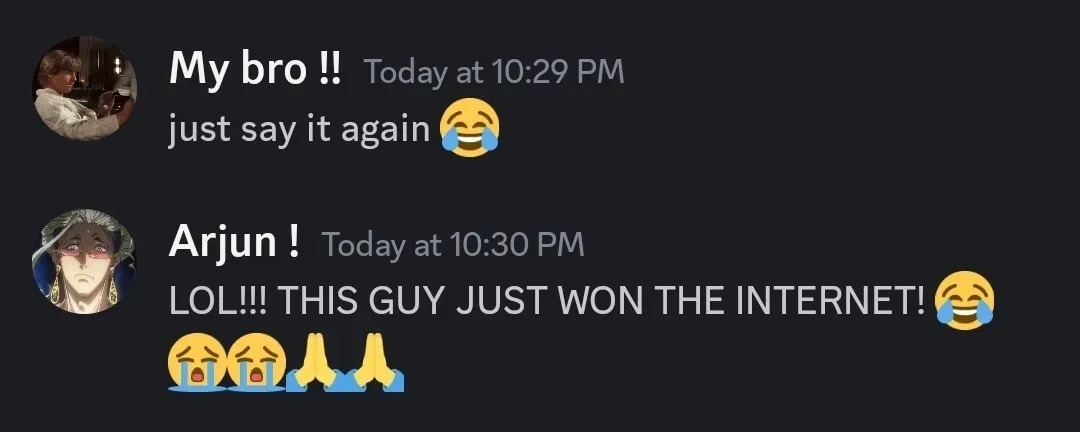 My bro !! Today at 10:29 PM
just say it again 😂
Arjun ! Today at 10:30 PM
LOL!!! THIS GUY JUST WON THE INTERNET! 😂
😭😭🙏🙏